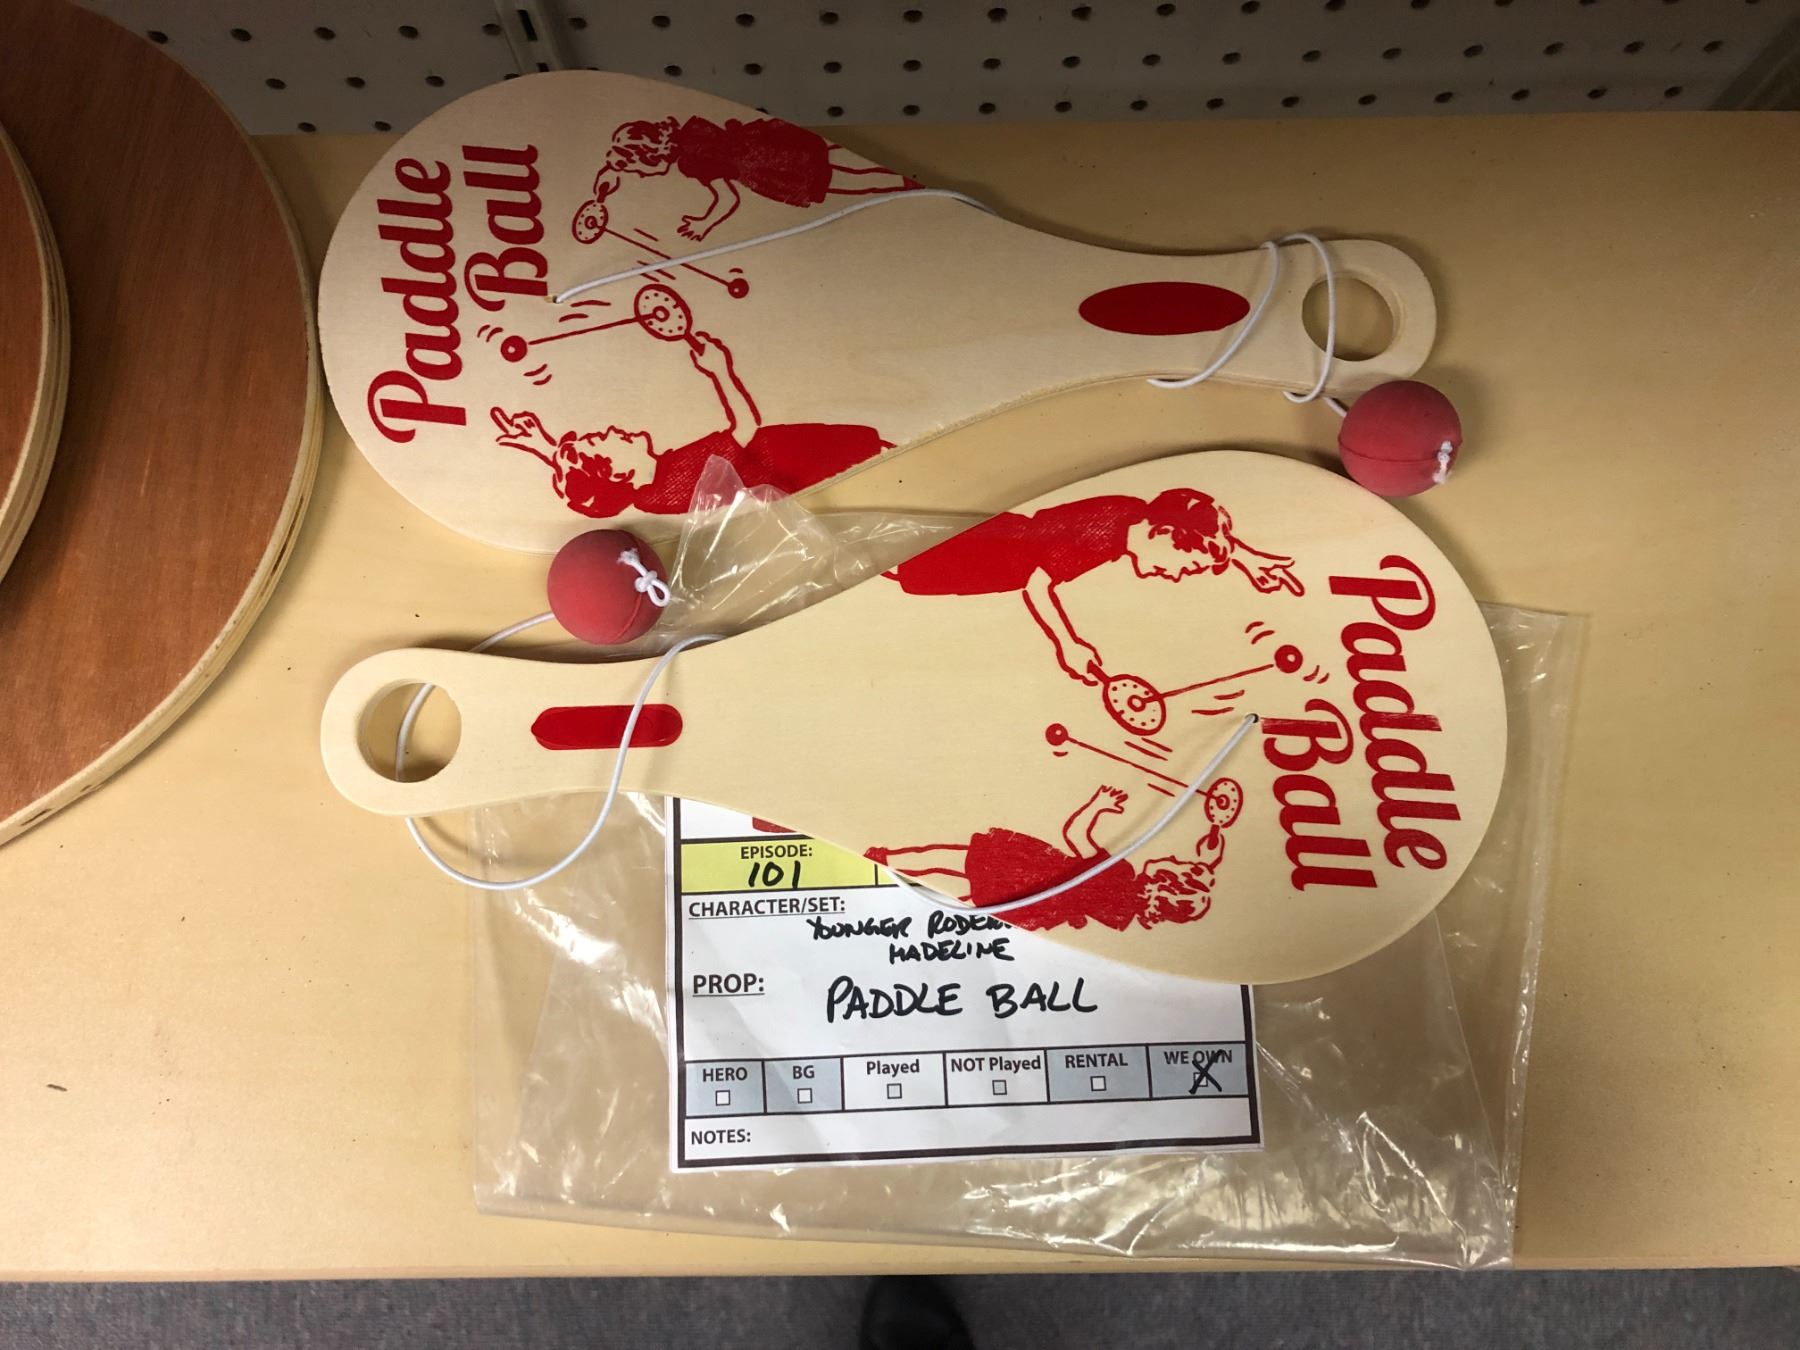 Paddle
Ball
Paddle
Ball
EPISODE:
101
CHARACTER/SET:
YOUNGER
MADELINE
PROP:
PADDLE BALL
HERO
BG
Played
NOT Played
RENTAL
WE OWN
X
NOTES: